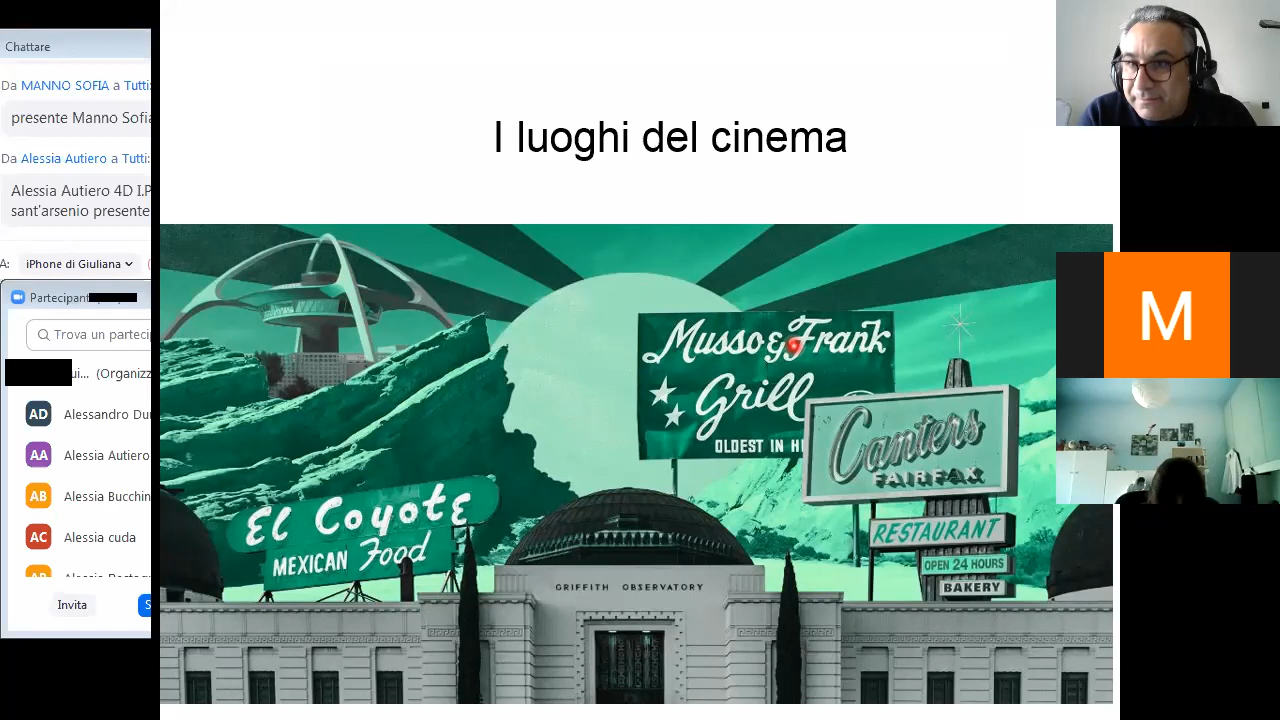 Chattare
Da MANNO SOFIA a Tutti:
presente Manno Sofia
Da Alessia Autiero a Tutti:
Alessia Autiero 4D I.P
sant'arsenio presente
A: iPhone di Giuliana
Partecipant
Trova un partecip
ui... (Organizz
AD Alessandro Dur
AA Alessia Autiero
AB Alessia Bucchin
AC Alessia cuda
Invita
S
I luoghi del cinema
Musso & Frank
Grill
OLDEST IN H
Canters
FAIRFAX
RESTAURANT
OPEN 24 HOURS
BAKERY
El Coyote
MEXICAN Food
GRIFFITH OBSERVATORY
M